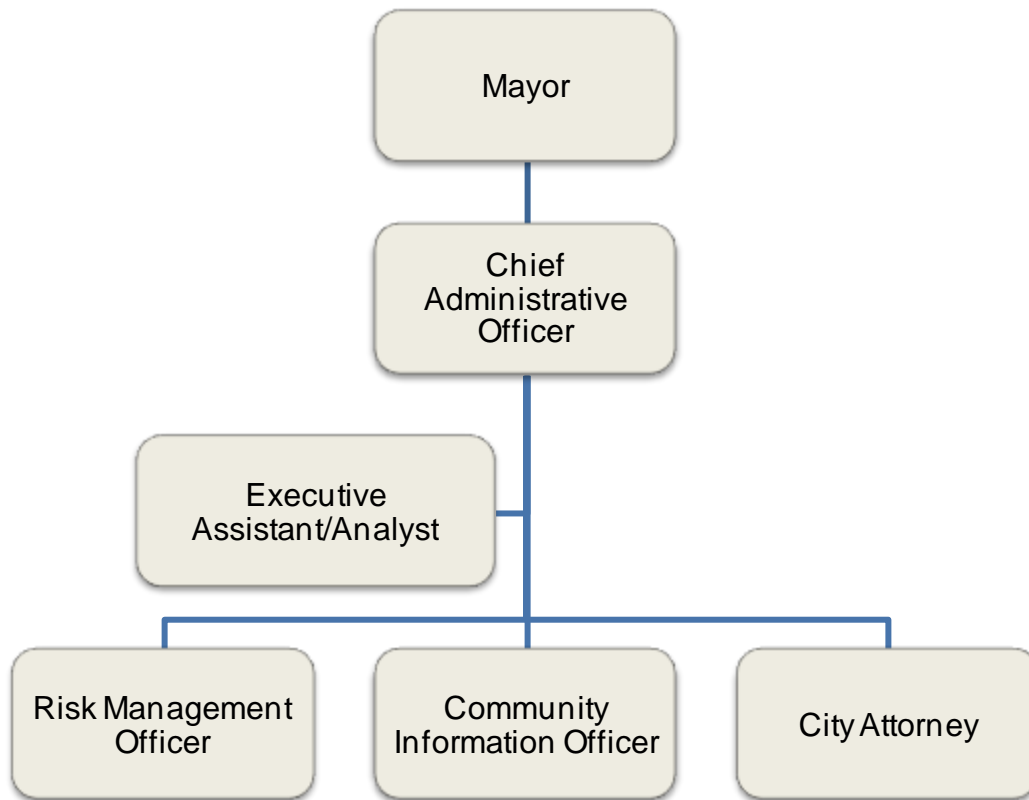 Mayor
Chief
Administrative
Officer
Executive
Assistant/Analyst
Risk Management
Officer
Community
Information Officer
City Attorney